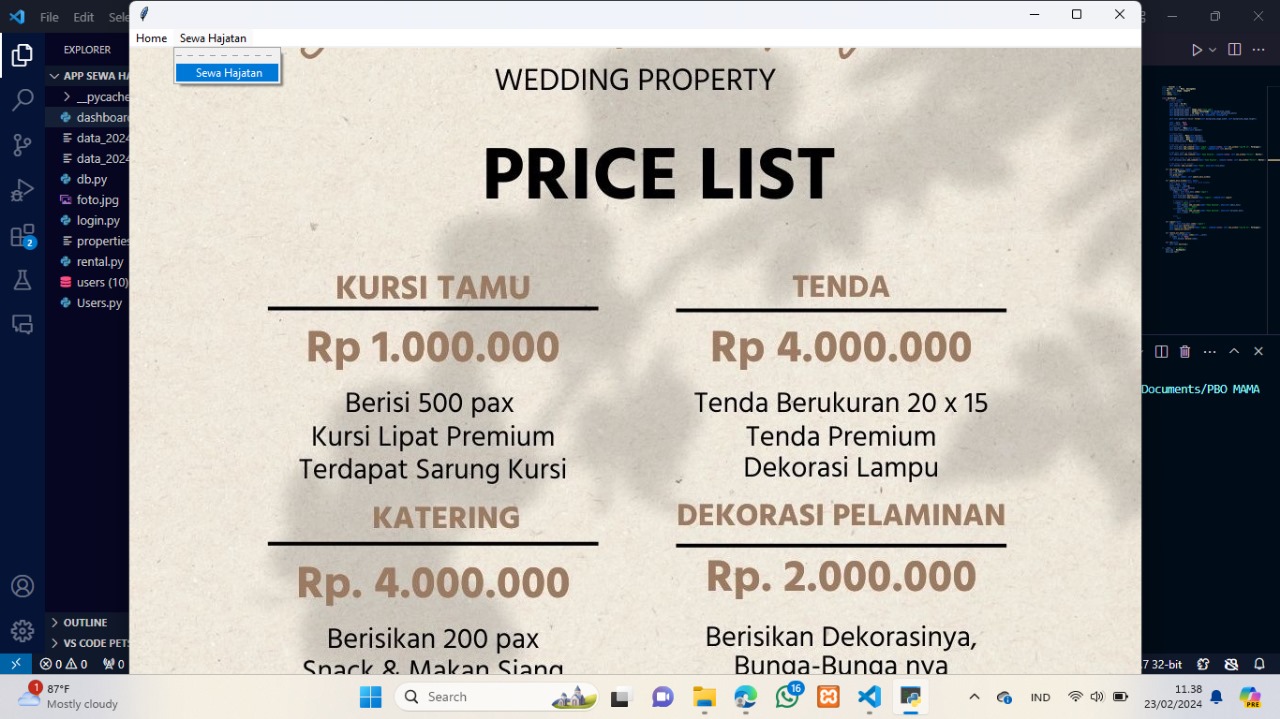 File
Edit
Home
Sewa Hajatan
Sewa Hajatan
EXPLORER
APP SEWA HA
__pycache
dashboard
data_2024
data_2024
db.py
foto.jpg
login.py
properties
rental.py
users (10)
Users.py
OUTLINE
VS CODE PETS
2
0 0 0
WEDDING PROPERTY
PRICE LIST
KURSI TAMU
Rp 1.000.000
Berisi 500 pax
Kursi Lipat Premium
Terdapat Sarung Kursi
TENDA
Rp 4.000.000
Tenda Berukuran 20 x 15
Tenda Premium
Dekorasi Lampu
KATERING
Rp. 4.000.000
Berisikan 200 pax
Snack & Makan Siang
DEKORASI PELAMINAN
Rp. 2.000.000
Berisikan Dekorasinya,
Bunga-Bunga nya
Documents/PBO MAMA
7 32-bit
1
87°F
Mostly cloudy
Search
16
IND
11.38
23/02/2024
PRE